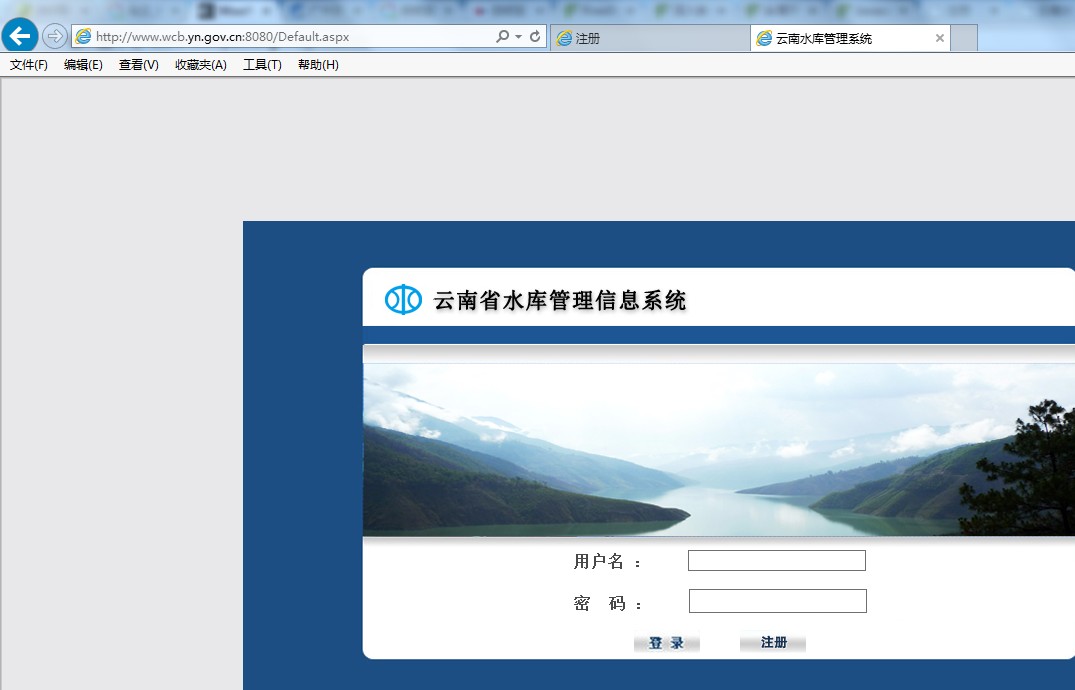 http://www.wcb.yn.gov.cn:8080/Default.aspx
注册
云南水库管理系统
文件(F) 编辑(E) 查看(V) 收藏夹(A) 工具(T) 帮助(H)
云南省水库管理信息系统
用户名 ：
密 码 ：
登 录 注册